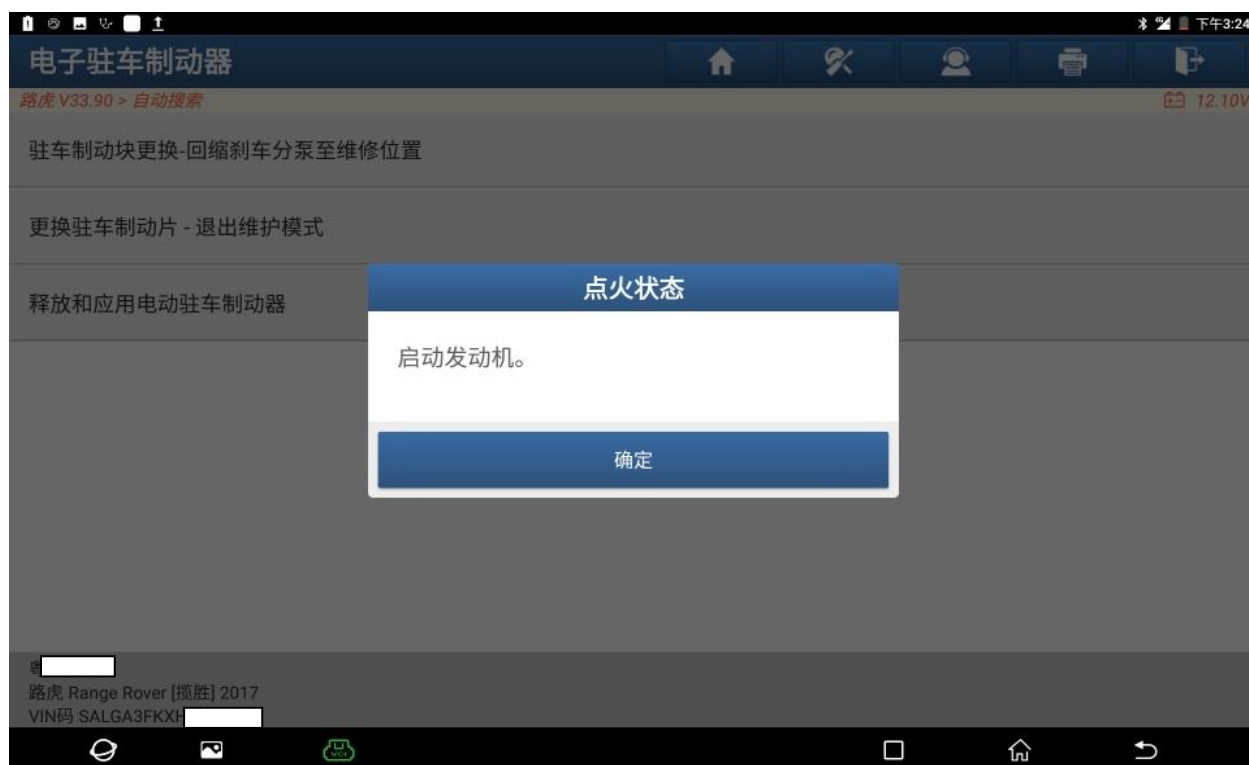 下午3:24
电子驻车制动器
路虎 V33.90 > 自动搜索
12.10V
驻车制动块更换-回缩刹车分泵至维修位置
更换驻车制动片 - 退出维护模式
释放和应用电动驻车制动器
点火状态
启动发动机。
确定
粤
路虎 Range Rover [揽胜] 2017
VIN码 SALGA3FKXH
VCI